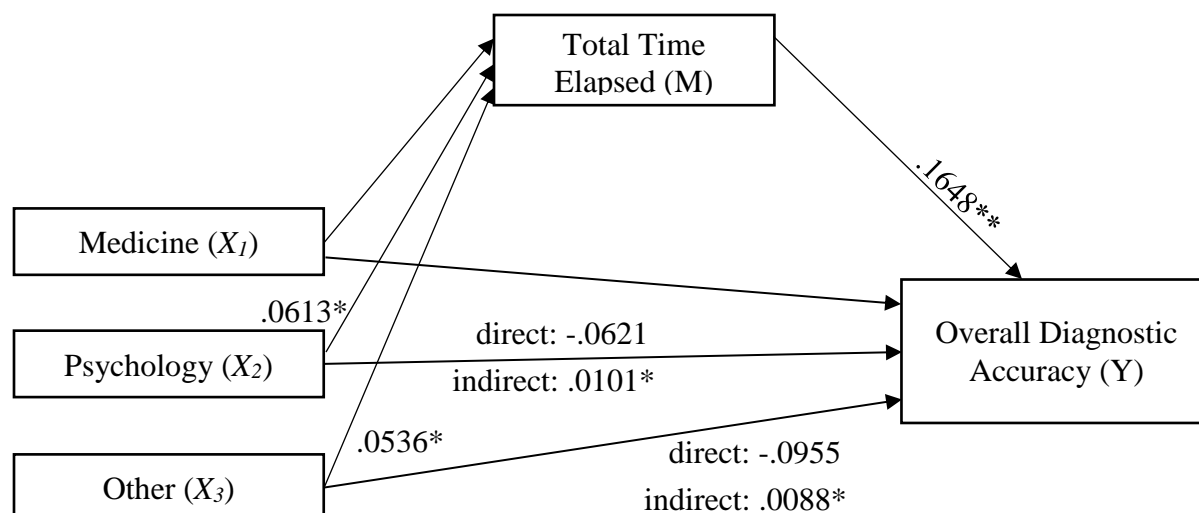 Total Time
Elapsed (M)
.1648**
Medicine (X1)
.0613*
direct: -.0621
Psychology (X2)
indirect: .0101*
Overall Diagnostic
Accuracy (Y)
.0536*
direct: -.0955
Other (X3)
indirect: .0088*